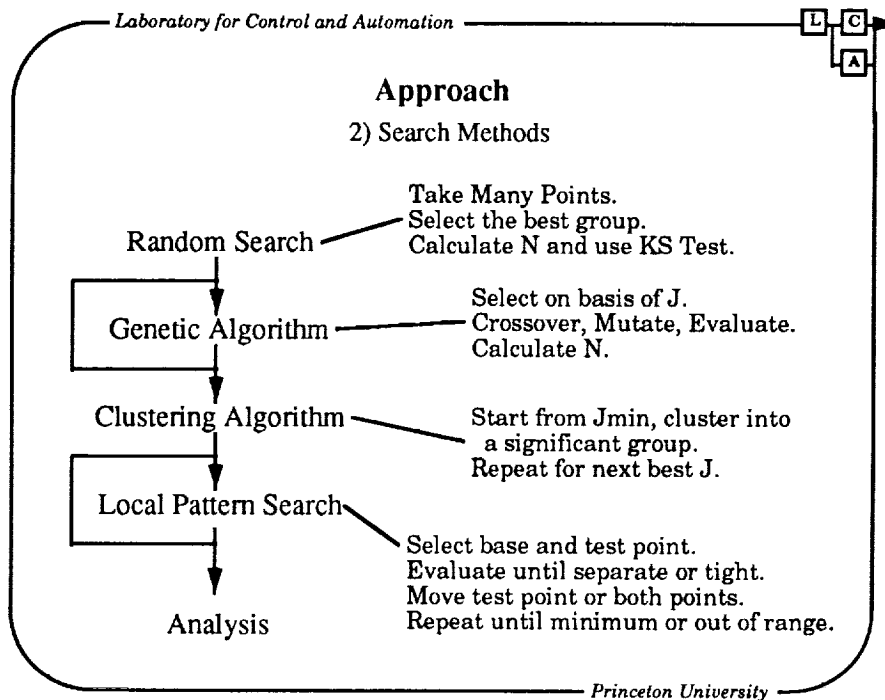 Laboratory for Control and Automation
L C
A
Approach
2) Search Methods
Take Many Points.
Select the best group.
Calculate N and use KS Test.
Random Search
Select on basis of J.
Crossover, Mutate, Evaluate.
Calculate N.
Genetic Algorithm
Clustering Algorithm
Start from Jmin, cluster into
a significant group.
Repeat for next best J.
Local Pattern Search
Select base and test point.
Evaluate until separate or tight.
Move test point or both points.
Repeat until minimum or out of range.
Analysis
Princeton University